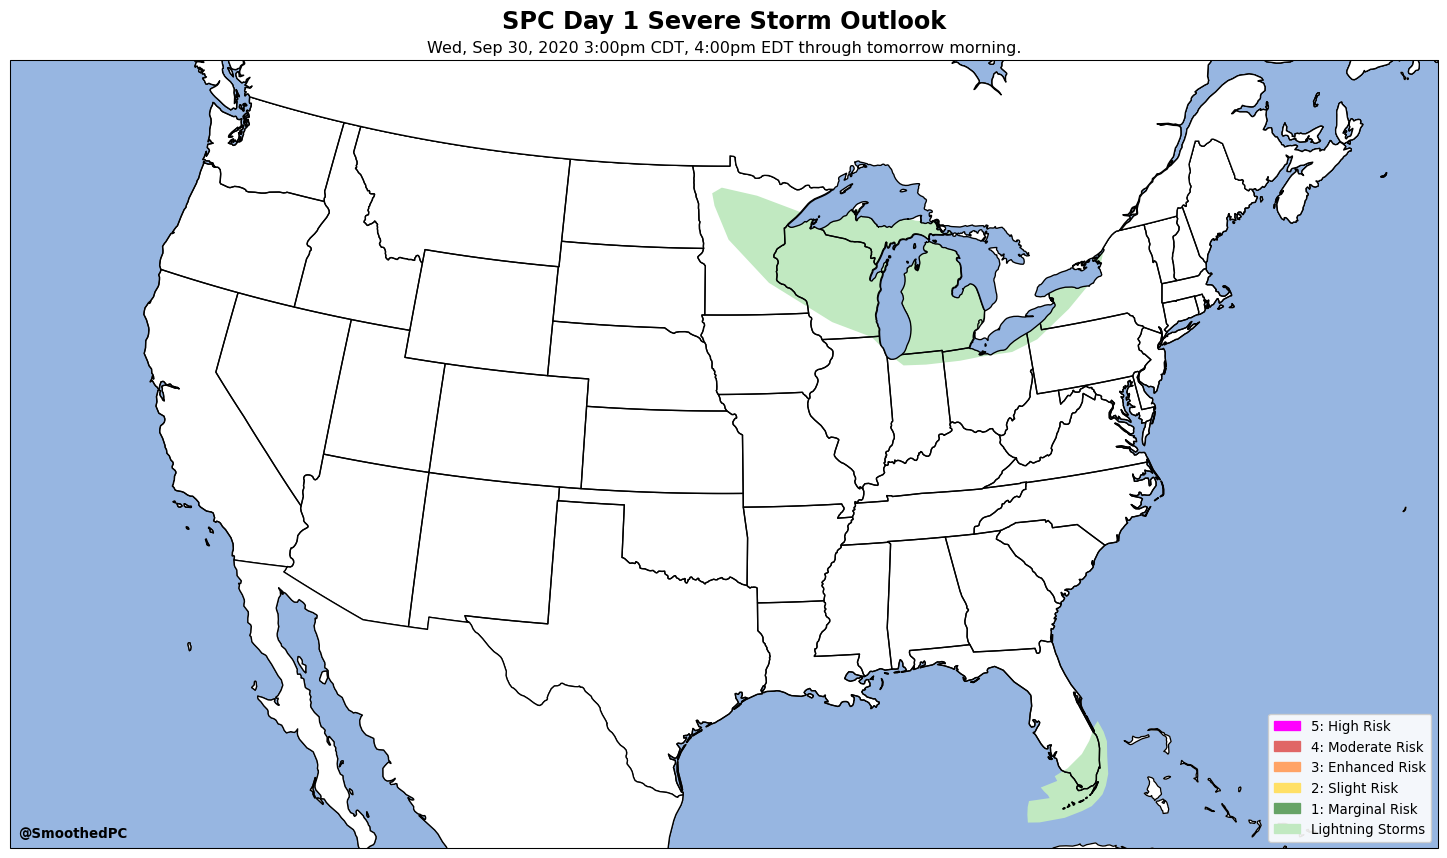 SPC Day 1 Severe Storm Outlook
Wed, Sep 30, 2020 3:00pm CDT, 4:00pm EDT through tomorrow morning.
5: High Risk
4: Moderate Risk
3: Enhanced Risk
2: Slight Risk
1: Marginal Risk
Lightning Storms
@SmoothedPC